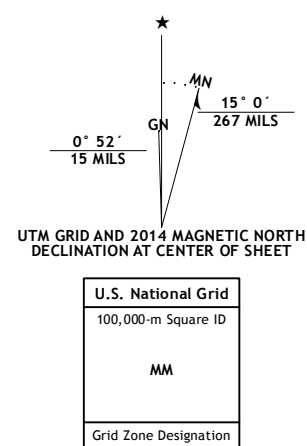 ★
MN
GN
15° 0´
267 MILS
0° 52´
15 MILS
UTM GRID AND 2014 MAGNETIC NORTH
DECLINATION AT CENTER OF SHEET
U.S. National Grid
100,000-m Square ID
MM
Grid Zone Designation